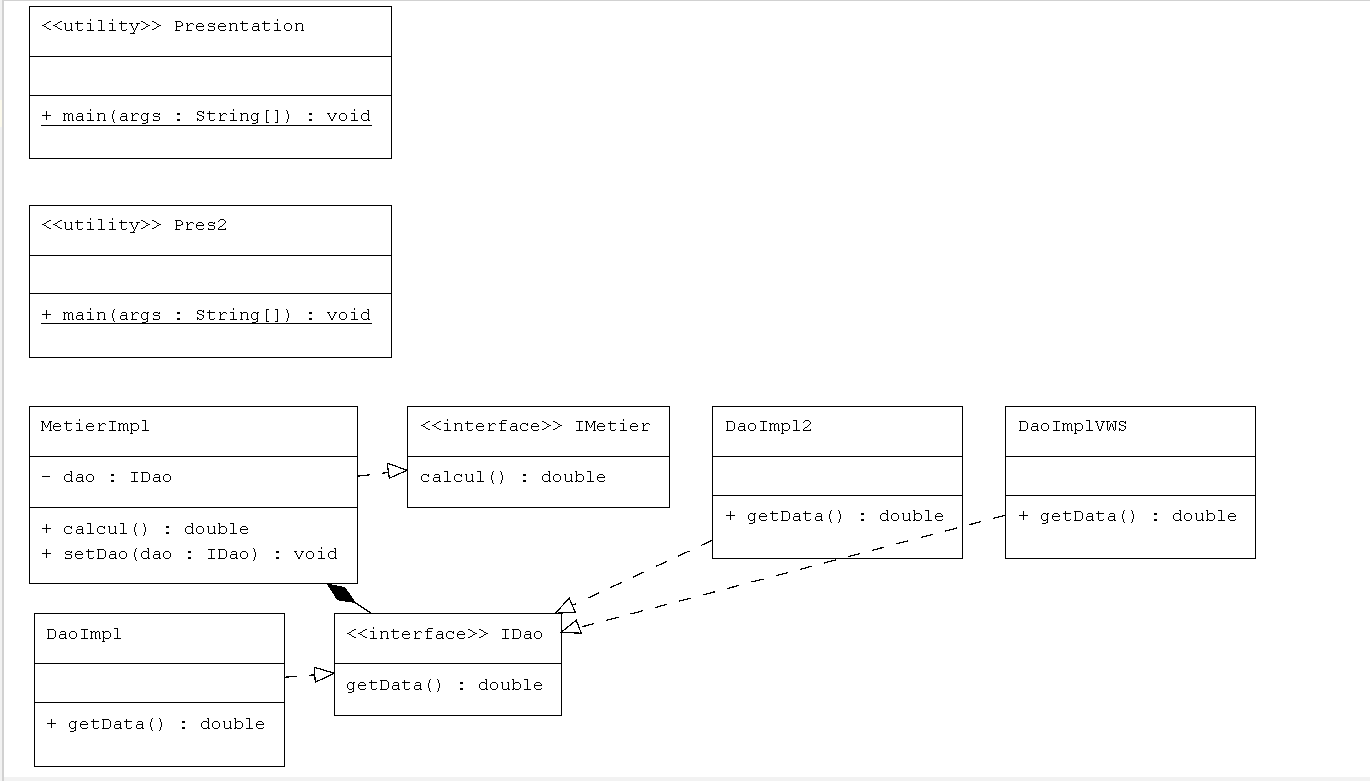 <<utility>> Presentation
+ main(args : String[]) : void
<<utility>> Pres2
+ main(args : String[]) : void
MetierImpl
- dao : IDao
+ calcul() : double
+ setDao(dao : IDao) : void
<<interface>> IMetier
calcul() : double
DaoImpl2
+ getData() : double
DaoImplVWS
+ getData() : double
DaoImpl
+ getData() : double
<<interface>> IDao
getData() : double